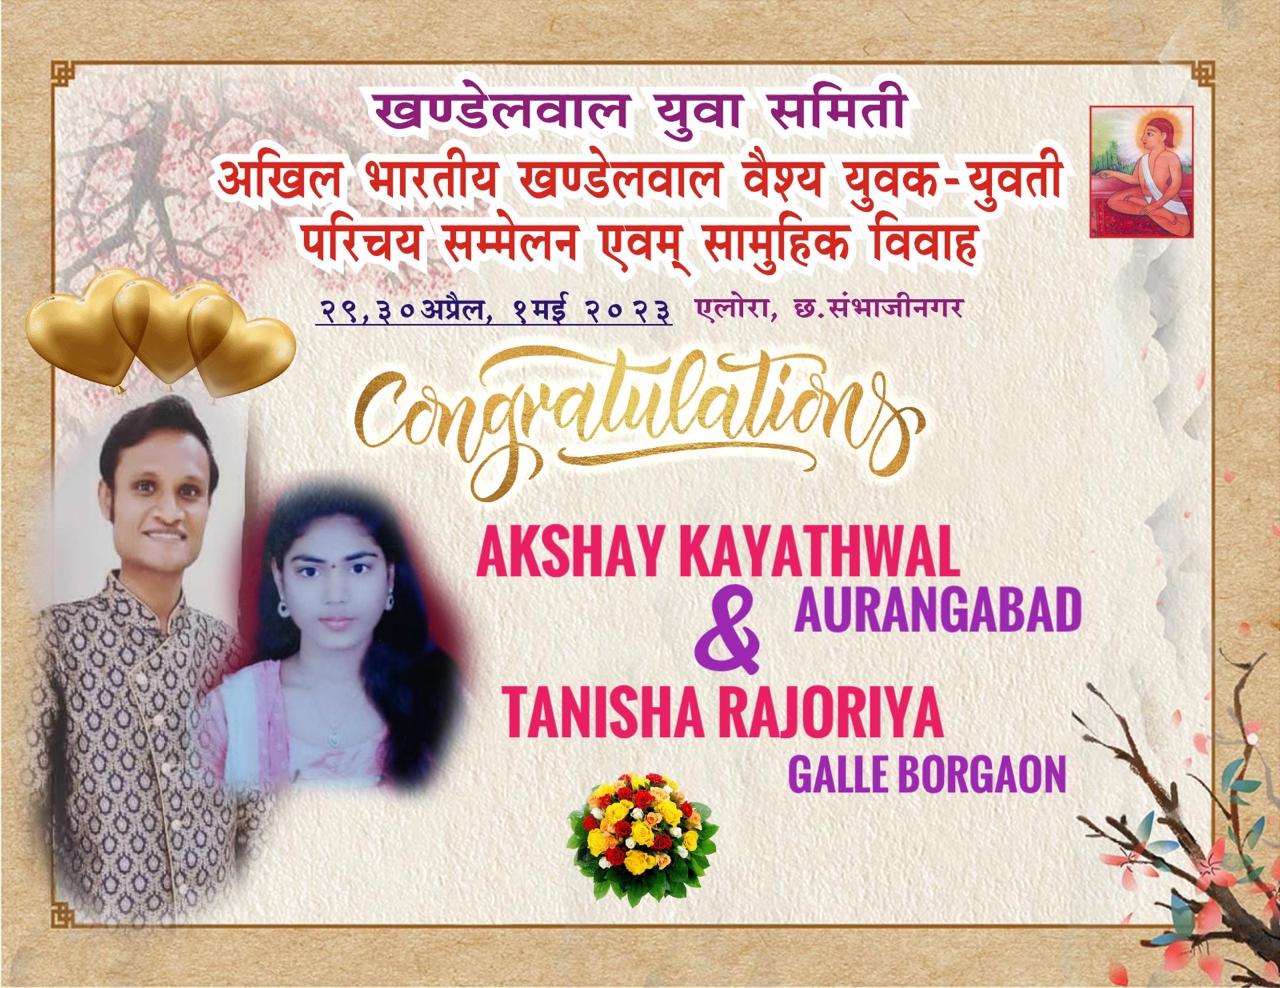 खण्डेलवाल युवा समिती
अखिल भारतीय खण्डेलवाल वैश्य युवक-युवती
परिचय सम्मेलन एवम् सामुहिक विवाह
२९,३०अप्रैल, १मई २०२३ एलोरा, छ.संभाजीनगर
Congratulations
AKSHAY KAYATHWAL
& AURANGABAD
TANISHA RAJORIYA
GALLE BORGAON